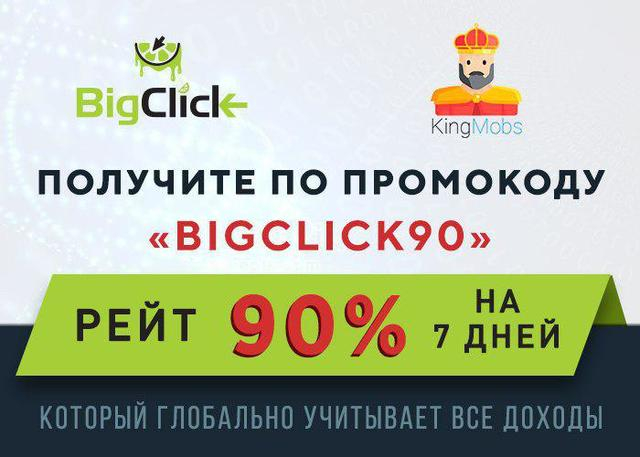 BigClick
KingMobs
ПОЛУЧИТЕ ПО ПРОМОКОДУ
«BIGCLICK90»
РЕЙТ 90% НА 7 ДНЕЙ
КОТОРЫЙ ГЛОБАЛЬНО УЧИТЫВАЕТ ВСЕ ДОХОДЫ